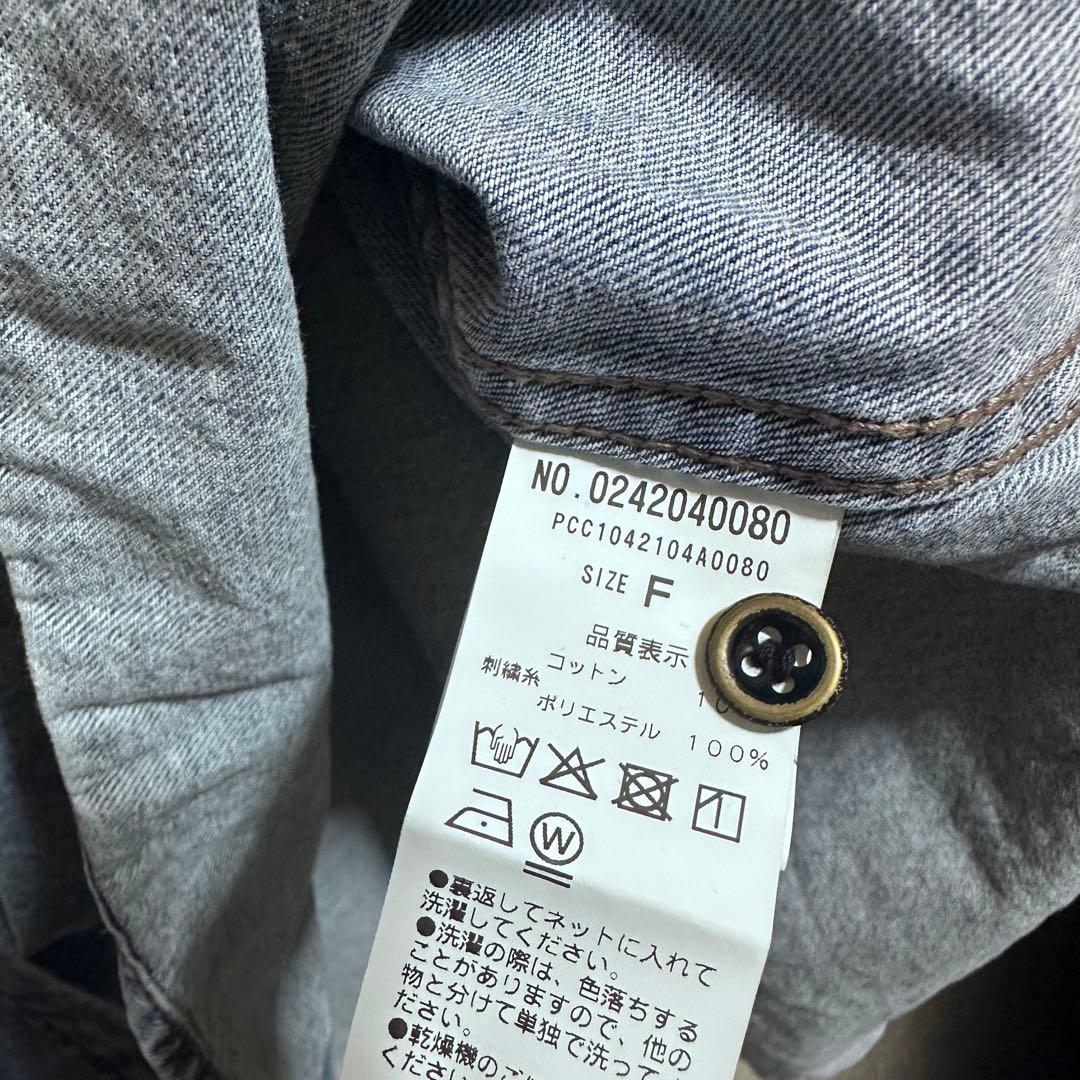 NO.0242040080
PCC1042104A0080
SIZE F
品質表示
コットン 10
刺繍糸
ポリエステル 100%
W
●裏返してネットに入れて
洗濯してください。
●洗濯の際は、色落ちする
ことがありますので、他の
物と分けて単独で洗って
ださい。
●乾燥機のご
ください